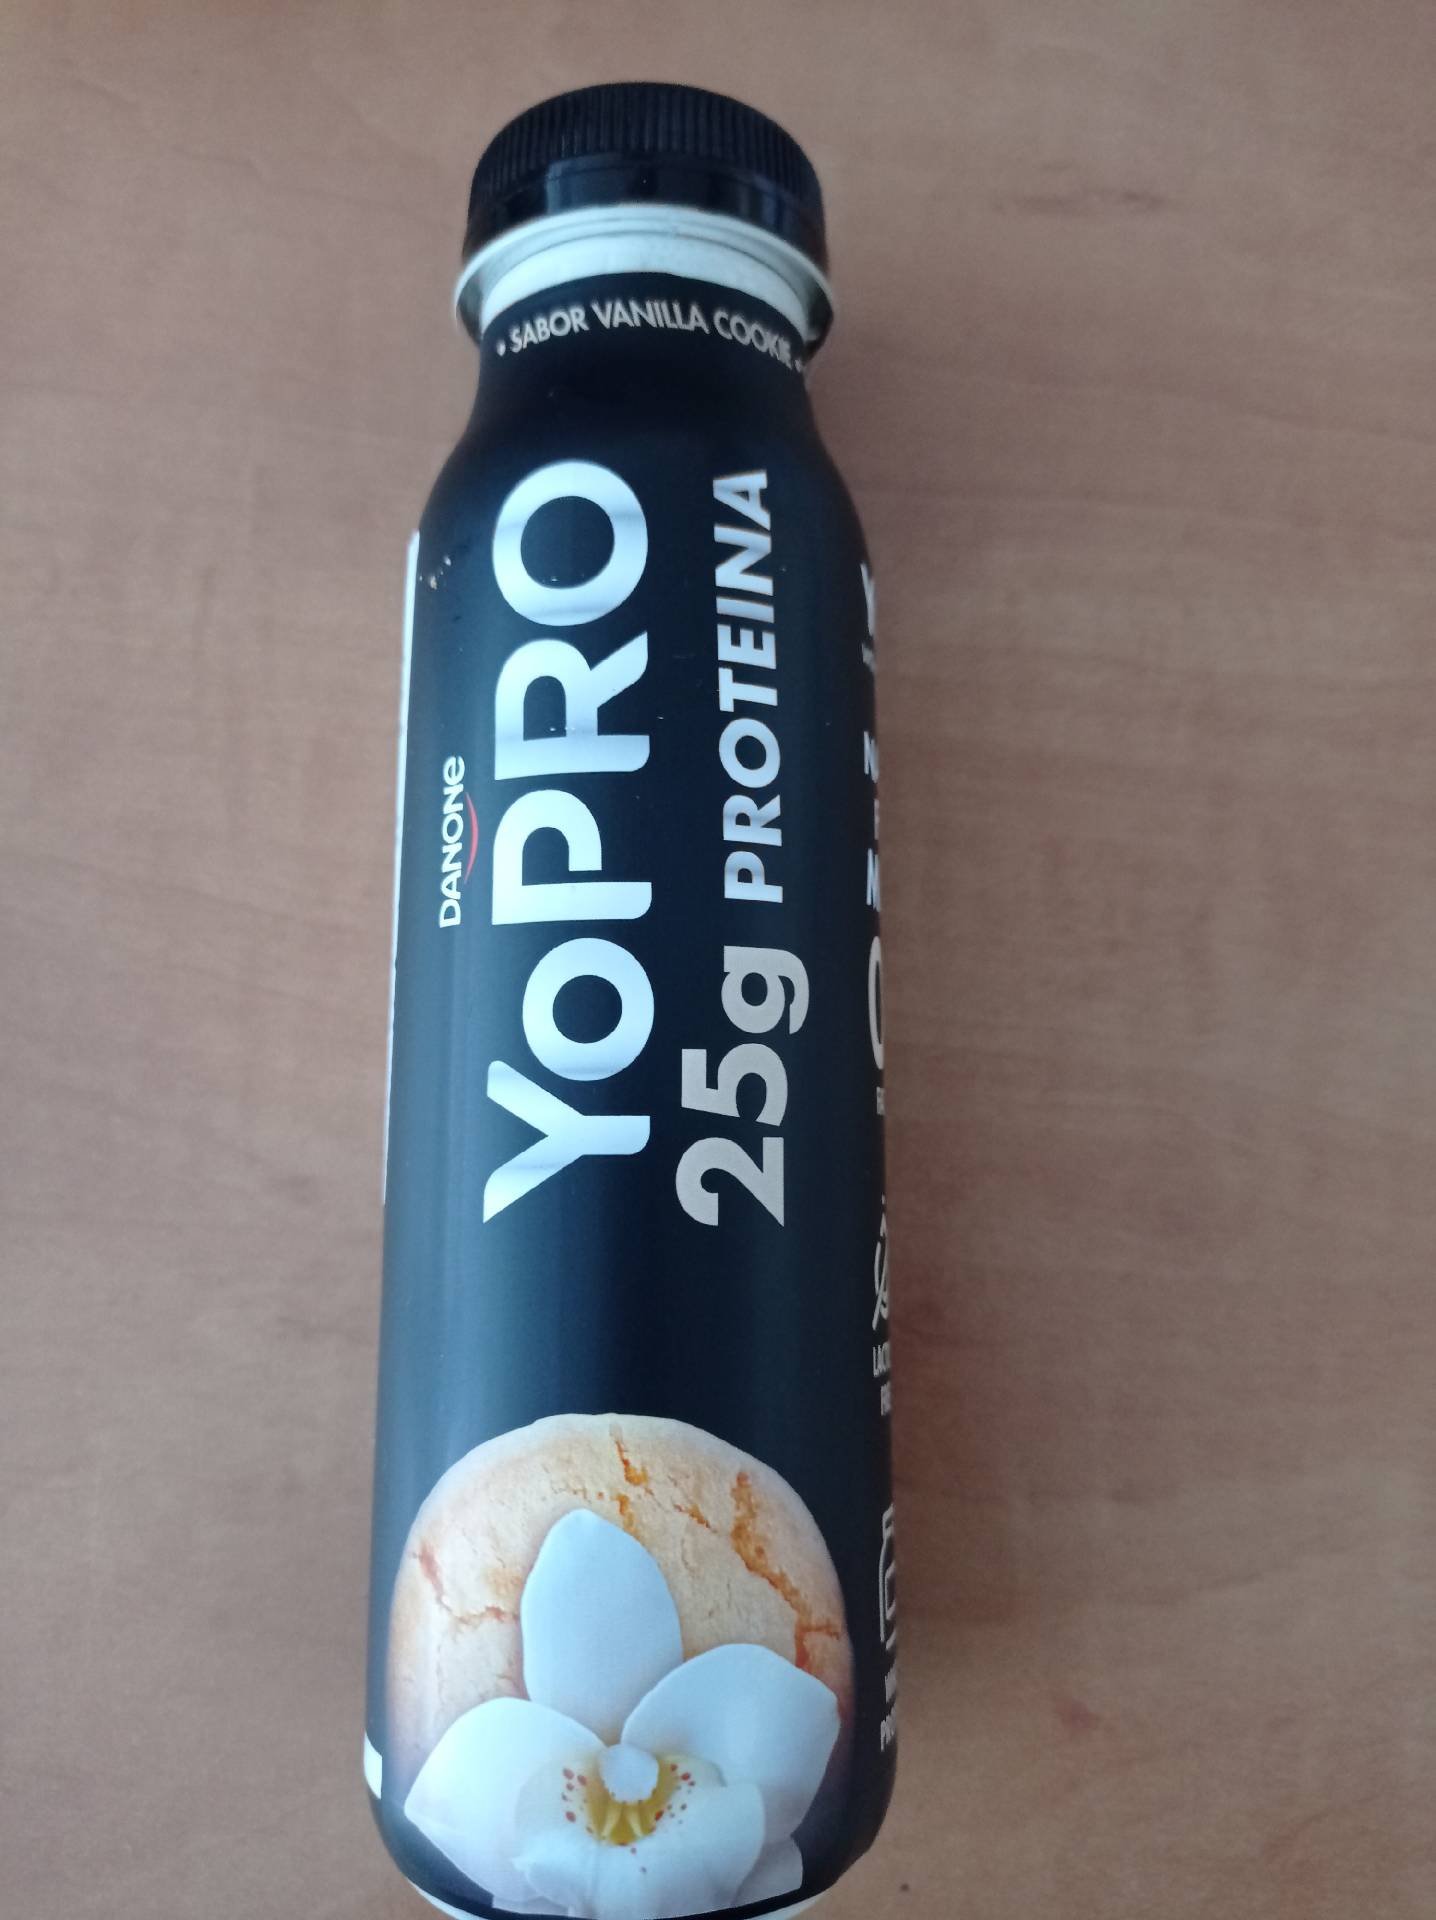 • SABOR VANILLA COOKIE •
DANONE
YoPRO
25g PROTEINA